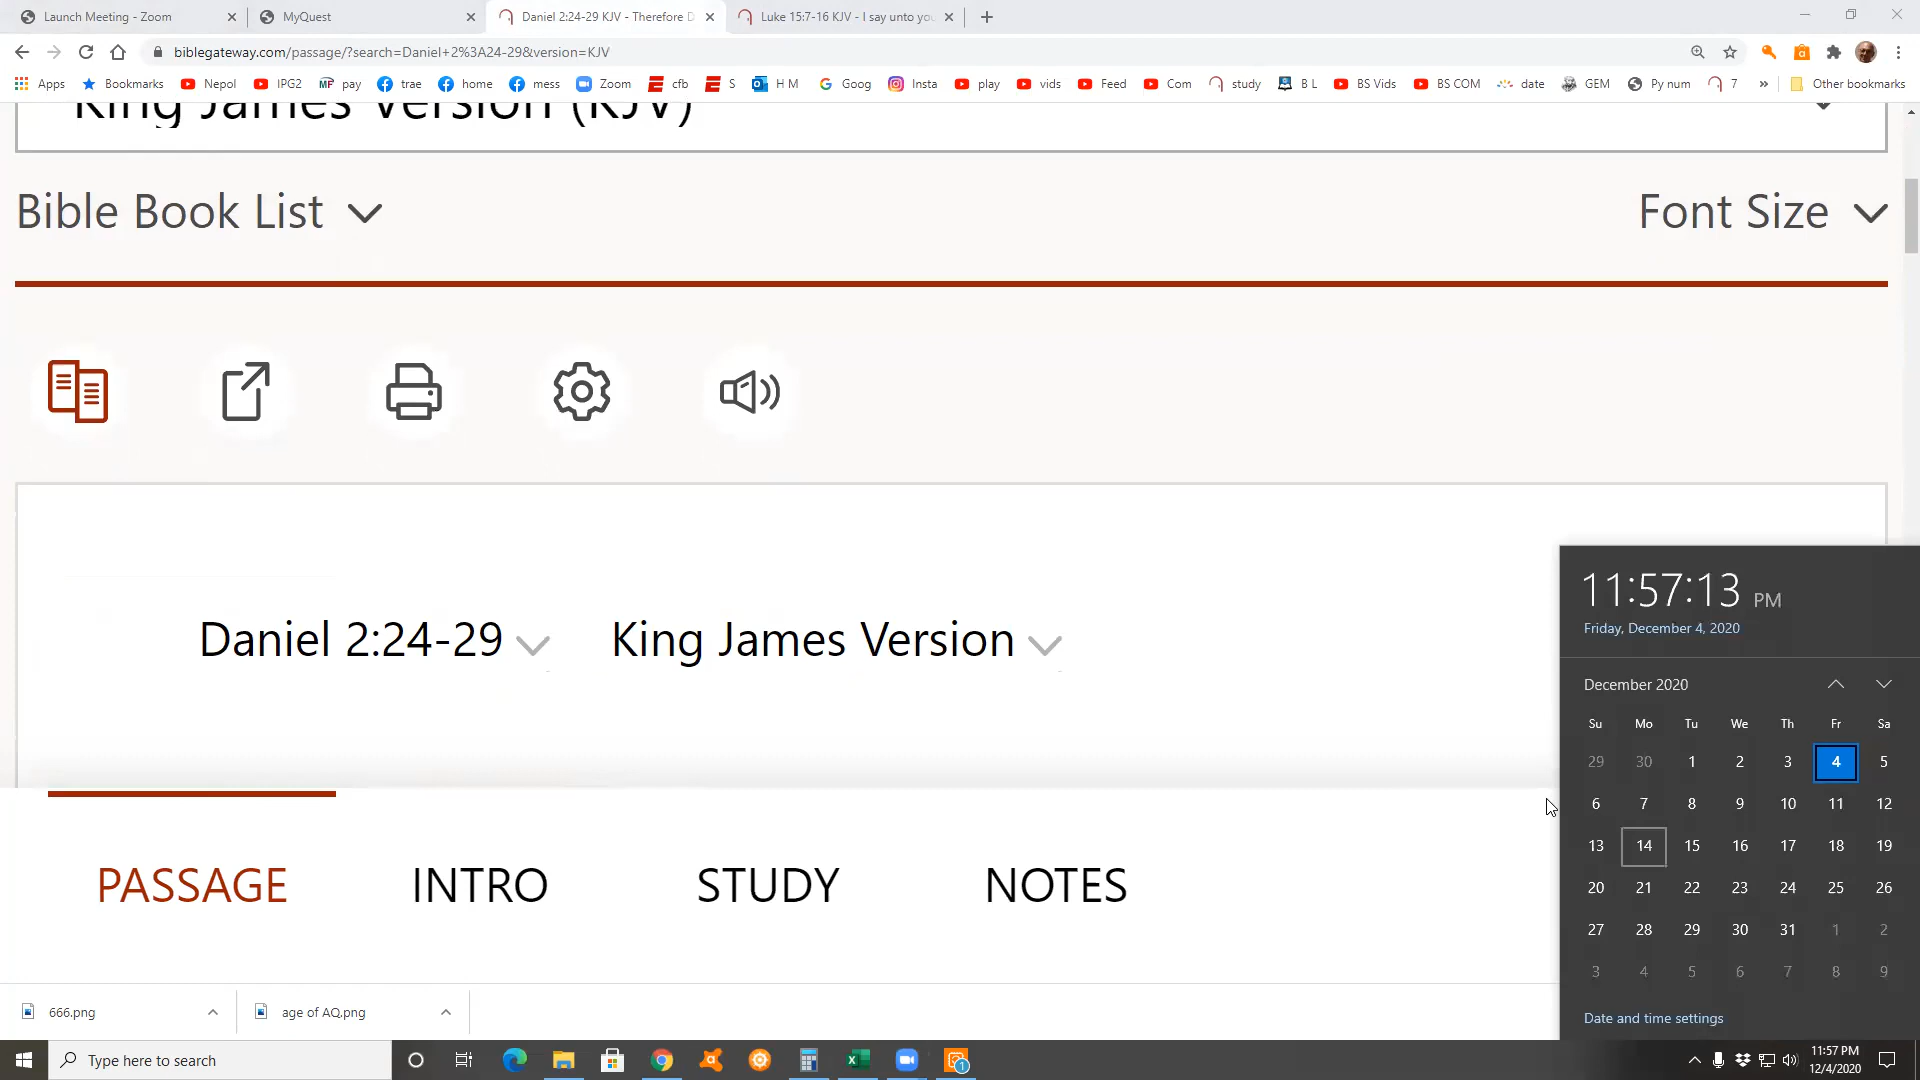 Launch Meeting - Zoom
MyQuest
Daniel 2:24-29 KJV - Therefore D
Luke 15:7-16 KJV - I say unto you
biblegateway.com/passage/?search=Daniel+2%3A24-29&version=KJV
Apps Bookmarks Nepol IPG2 pay trae home mess Zoom cfb S H M Goog Insta play vids Feed Com study B L BS Vids BS COM date GEM Py num 7 » Other bookmarks
King James Version (KJV)
Bible Book List
Font Size
Daniel 2:24-29
King James Version
PASSAGE
INTRO
STUDY
NOTES
11:57:13 PM
Friday, December 4, 2020
December 2020
Su Mo Tu We Th Fr Sa
29 30 1 2 3 4 5
6 7 8 9 10 11 12
13 14 15 16 17 18 19
20 21 22 23 24 25 26
27 28 29 30 31 1 2
3 4 5 6 7 8 9
Date and time settings
666.png
age of AQ.png
Type here to search
1
11:57 PM
12/4/2020